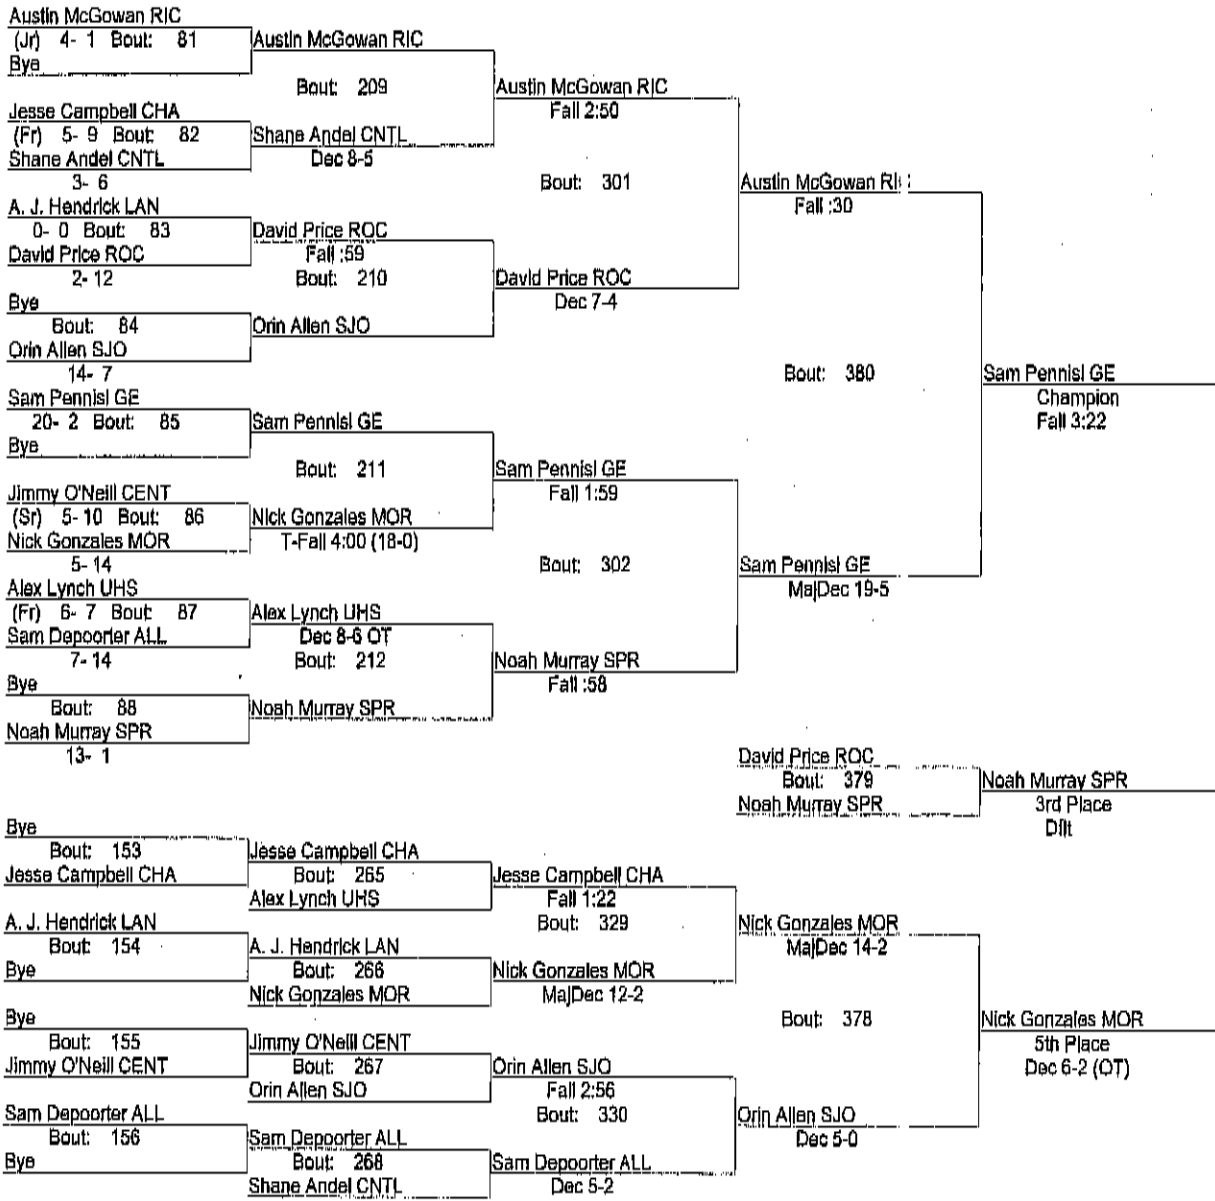 Austin McGowan RIC
(Jr) 4- 1 Bout: 81
Bye
Jesse Campbell CHA
(Fr) 5- 9 Bout: 82
Shane Andel CNTL
3- 6
A. J. Hendrick LAN
0- 0 Bout: 83
David Price ROC
2- 12
Bye
Bout: 84
Orin Allen SJO
14- 7
Sam Pennisl GE
20- 2 Bout: 85
Bye
Jimmy O'Neill CENT
(Sr) 5- 10 Bout: 86
Nick Gonzales MOR
5- 14
Alex Lynch UHS
(Fr) 6- 7 Bout: 87
Sam Depoorter ALL
7- 14
Bye
Bout: 88
Noah Murray SPR
13- 1
Austin McGowan RIC
Bout: 209
Shane Andel CNTL
Dec 8-5
David Price ROC
Fall :59
Bout: 210
Orin Allen SJO
Sam Pennisl GE
Bout: 211
Nick Gonzales MOR
T-Fall 4:00 (18-0)
Alex Lynch UHS
Dec 8-6 OT
Bout: 212
Noah Murray SPR
Austin McGowan RIC
Fall 2:50
Bout: 301
David Price ROC
Dec 7-4
Sam Pennisl GE
Fall 1:59
Bout: 302
Noah Murray SPR
Fall :58
Austin McGowan RI
Fall :30
Bout: 380
Sam Pennisl GE
MajDec 19-5
Sam Pennisl GE
Champion
Fall 3:22
David Price ROC
Bout: 379
Noah Murray SPR
Noah Murray SPR
3rd Place
Dflt
Bye
Bout: 153
Jesse Campbell CHA
A. J. Hendrick LAN
Bout: 154
Bye
Bye
Bout: 155
Jimmy O'Neill CENT
Sam Depoorter ALL
Bout: 156
Bye
Jesse Campbell CHA
Bout: 265
Alex Lynch UHS
A. J. Hendrick LAN
Bout: 266
Nick Gonzales MOR
Jimmy O'Neill CENT
Bout: 267
Orin Allen SJO
Sam Depoorter ALL
Bout: 268
Shane Andel CNTL
Jesse Campbell CHA
Fall 1:22
Bout: 329
Nick Gonzales MOR
MajDec 12-2
Orin Allen SJO
Fall 2:56
Bout: 330
Sam Depoorter ALL
Dec 5-2
Nick Gonzales MOR
MajDec 14-2
Bout: 378
Orin Allen SJO
Dec 5-0
Nick Gonzales MOR
5th Place
Dec 6-2 (OT)